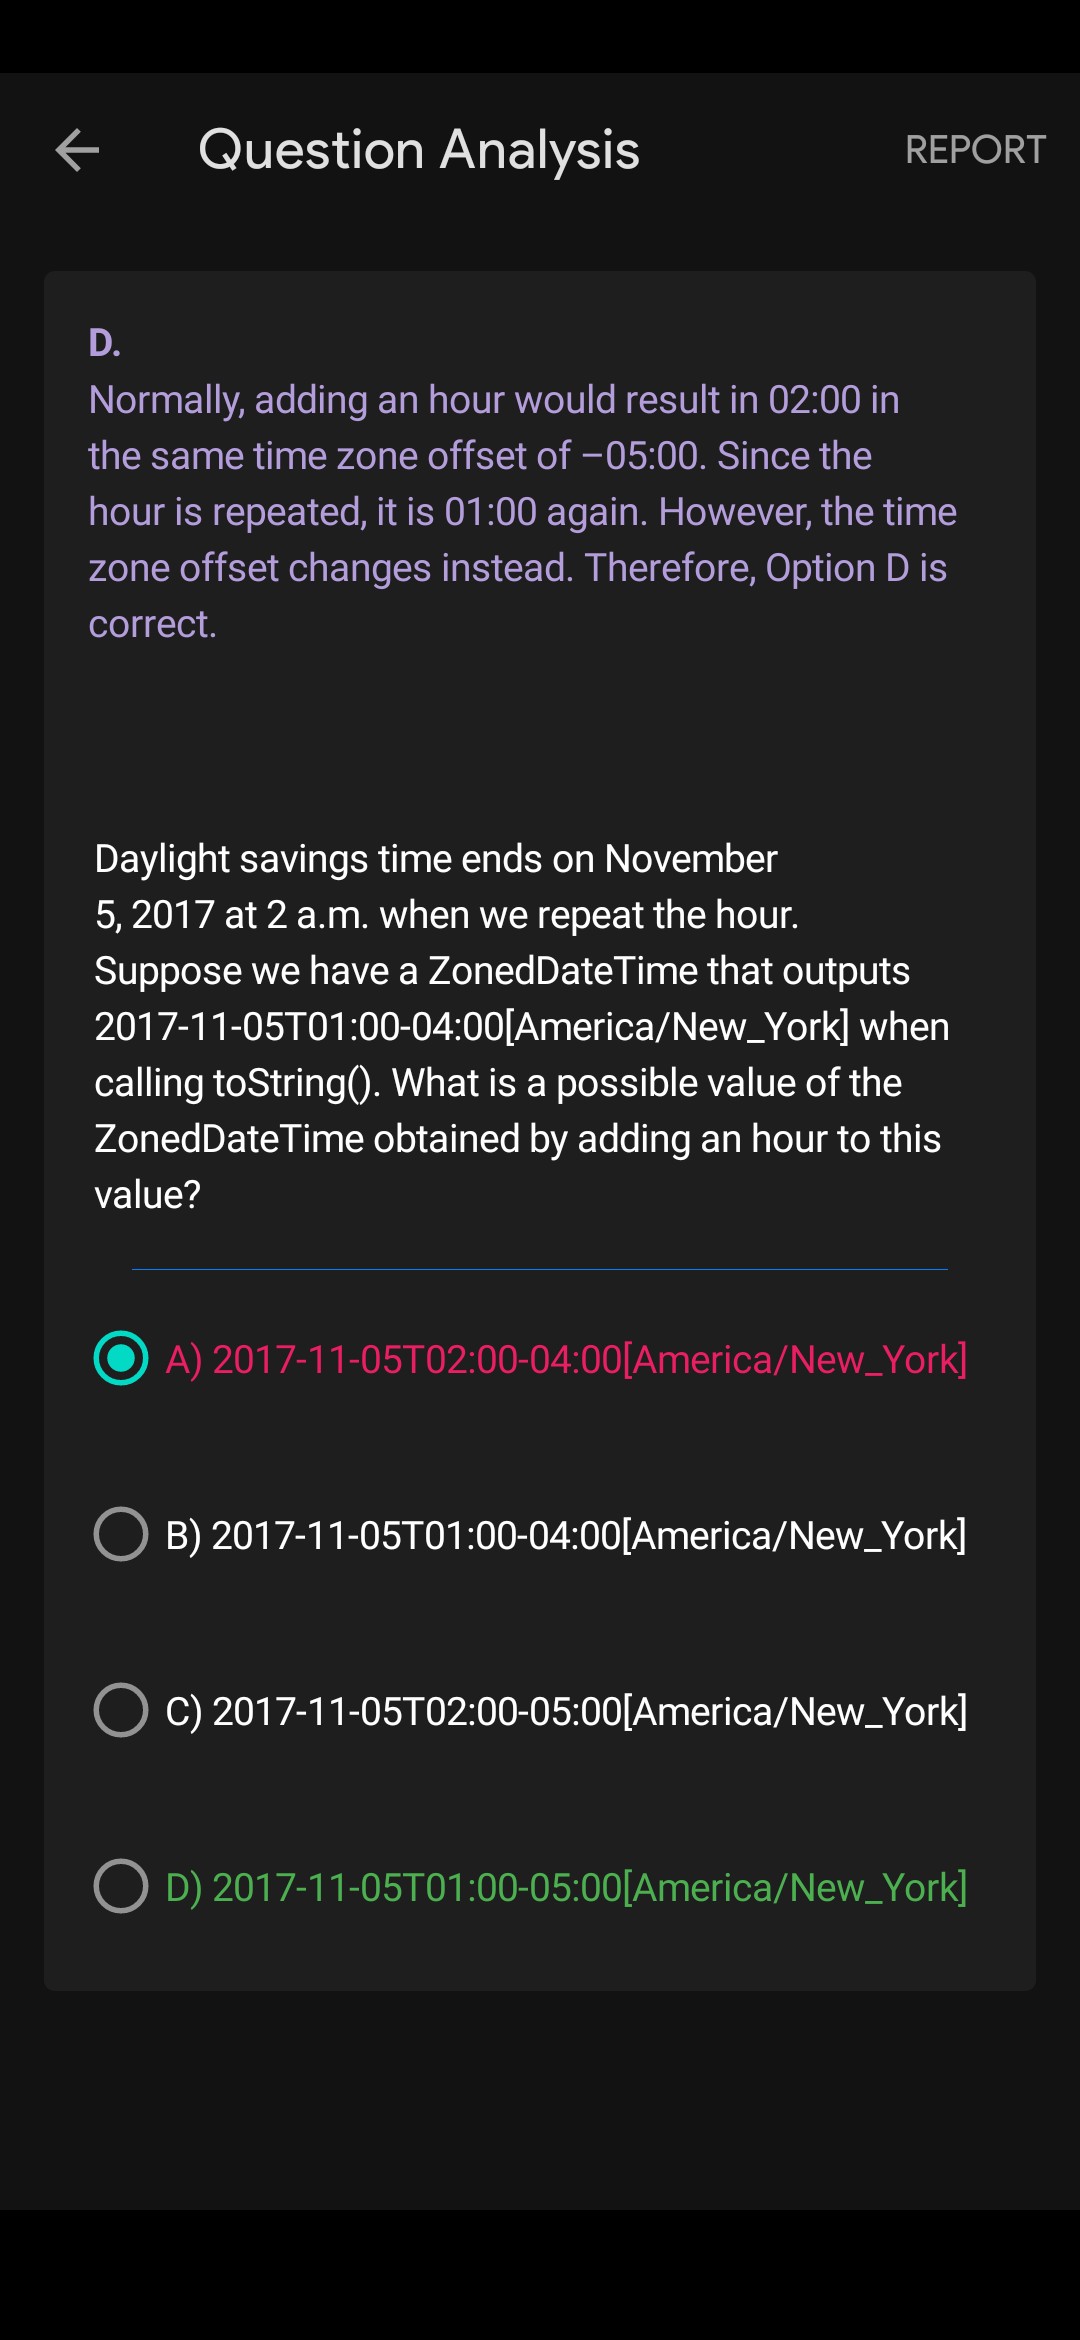 Question Analysis
REPORT
D.
Normally, adding an hour would result in 02:00 in
the same time zone offset of –05:00. Since the
hour is repeated, it is 01:00 again. However, the time
zone offset changes instead. Therefore, Option D is
correct.
Daylight savings time ends on November
5, 2017 at 2 a.m. when we repeat the hour.
Suppose we have a ZonedDateTime that outputs
2017-11-05T01:00-04:00[America/New_York] when
calling toString(). What is a possible value of the
ZonedDateTime obtained by adding an hour to this
value?
A) 2017-11-05T02:00-04:00[America/New_York]
B) 2017-11-05T01:00-04:00[America/New_York]
C) 2017-11-05T02:00-05:00[America/New_York]
D) 2017-11-05T01:00-05:00[America/New_York]